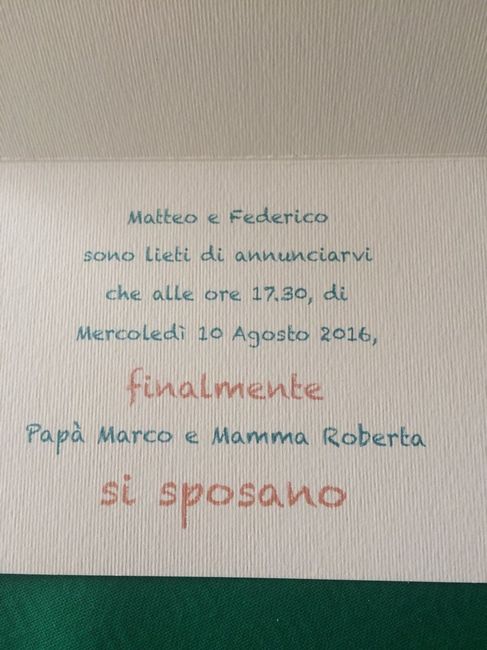 Matteo e Federico
sono lieti di annunciarvi
che alle ore 17.30, di
Mercoledì 10 Agosto 2016,
finalmente
Papà Marco e Mamma Roberta
si sposano